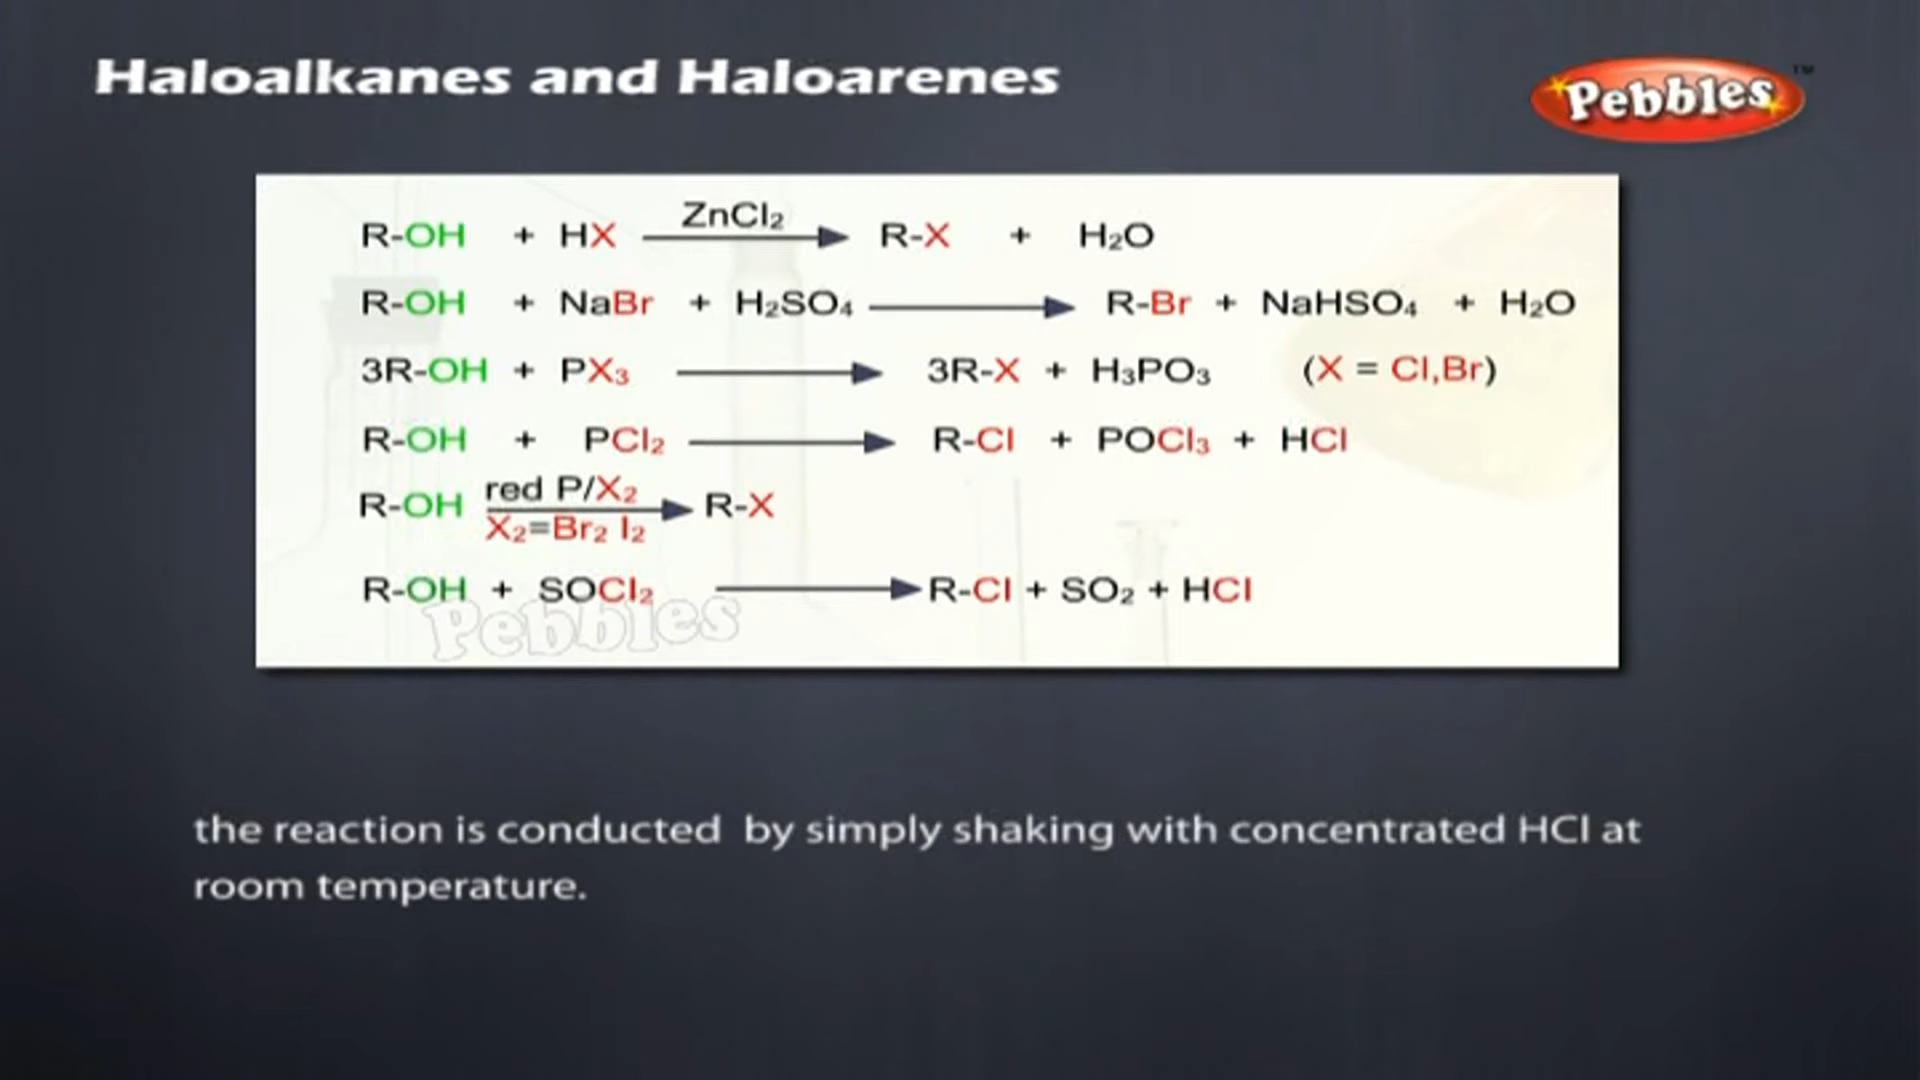 Haloalkanes and Haloarenes
Pebbles™
R-OH + HX ZnCl₂ R-X + H₂O
R-OH + NaBr + H₂SO₄ R-Br + NaHSO₄ + H₂O
3R-OH + PX₃ 3R-X + H₃PO₃ (X = Cl,Br)
R-OH + PCl₂ R-Cl + POCl₃ + HCl
R-OH red P/X₂ R-X
X₂=Br₂ I₂
R-OH + SOCl₂ R-Cl + SO₂ + HCl
Pebbles
the reaction is conducted by simply shaking with concentrated HCl at
room temperature.